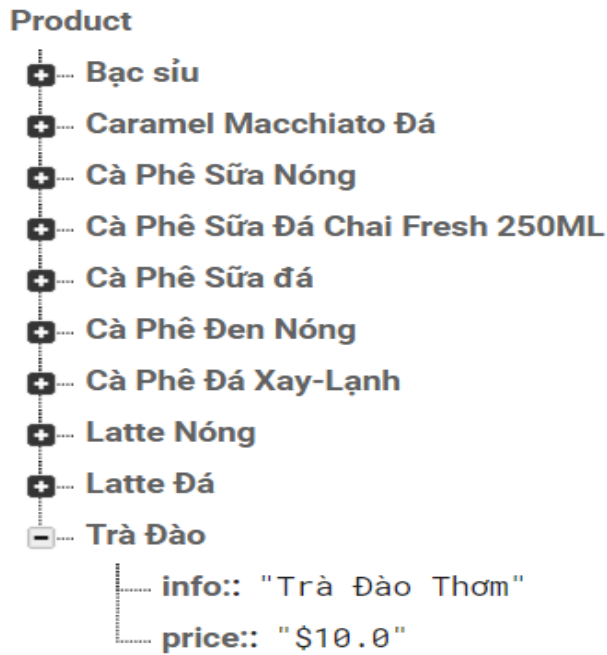 Product
Bạc sỉu
Caramel Macchiato Đá
Cà Phê Sữa Nóng
Cà Phê Sữa Đá Chai Fresh 250ML
Cà Phê Sữa đá
Cà Phê Đen Nóng
Cà Phê Đá Xay-Lạnh
Latte Nóng
Latte Đá
Trà Đào
info:: "Trà Đào Thơm"
price:: "$10.0"